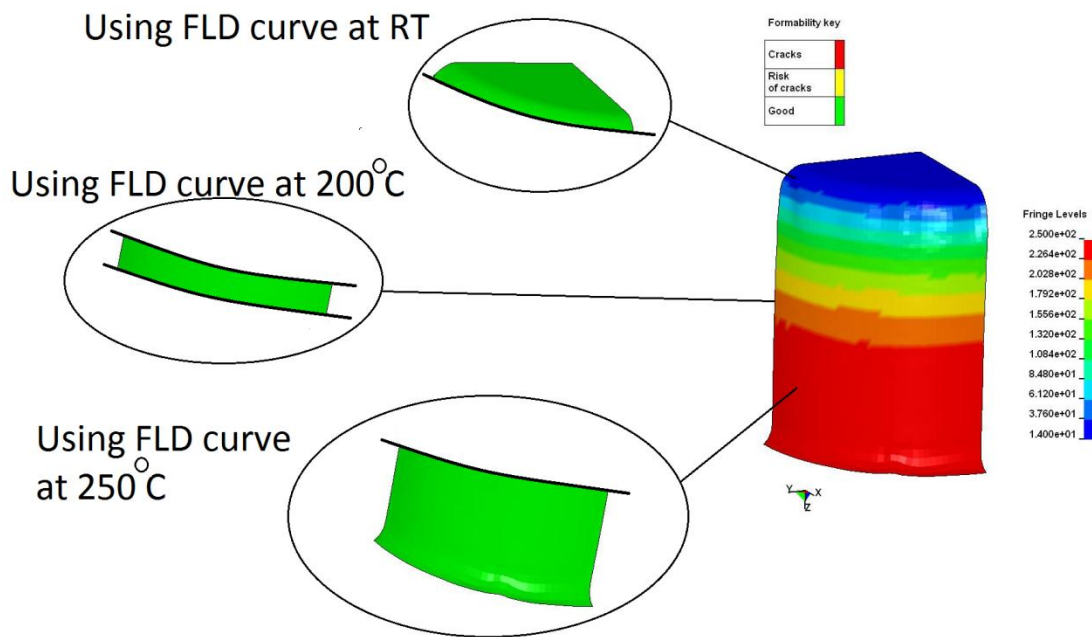 Using FLD curve at RT
Formability key
Cracks
Risk
of cracks
Good
Using FLD curve at 200°C
Fringe Levels
2.500e+02
2.264e+02
2.028e+02
1.792e+02
1.556e+02
1.320e+02
1.084e+02
8.480e+01
6.120e+01
3.760e+01
1.400e+01
Using FLD curve
at 250°C
Y
X
Z